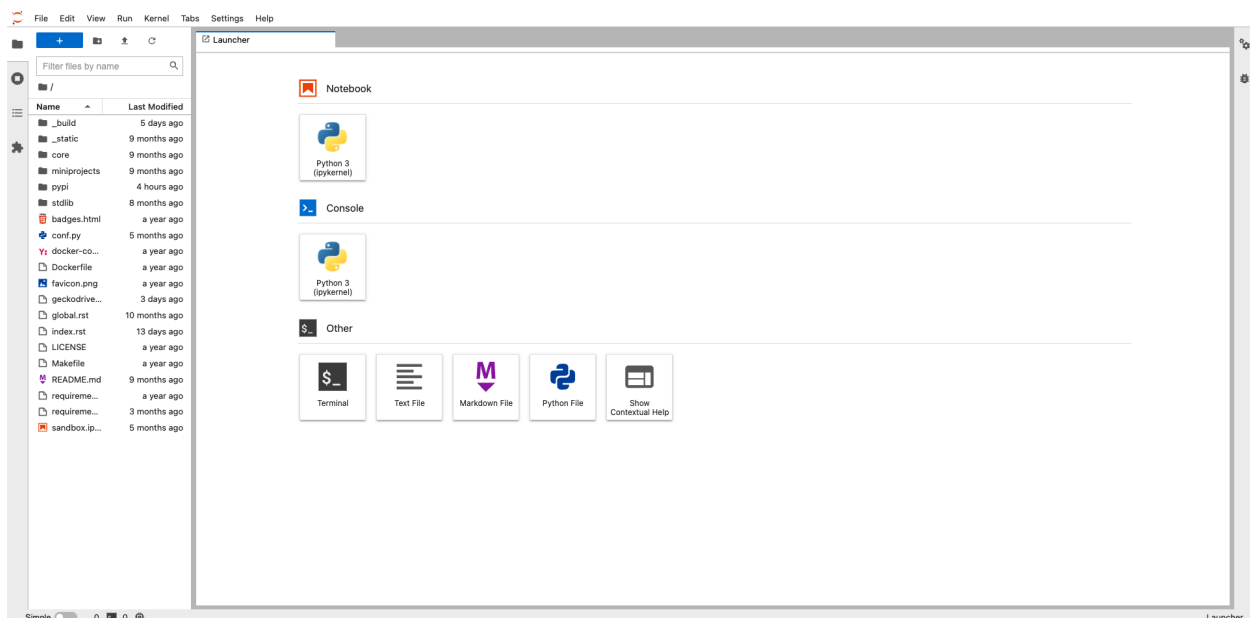 File Edit View Run Kernel Tabs Settings Help
Launcher
Filter files by name
/
Name Last Modified
_build 5 days ago
_static 9 months ago
core 9 months ago
miniprojects 9 months ago
pypi 4 hours ago
stdlib 8 months ago
badges.html a year ago
conf.py 5 months ago
docker-co... a year ago
Dockerfile a year ago
favicon.png a year ago
geckodrive... 3 days ago
global.rst 10 months ago
index.rst 13 days ago
LICENSE a year ago
Makefile a year ago
README.md 9 months ago
requireme... a year ago
requireme... 3 months ago
sandbox.ip... 5 months ago
Notebook
Python 3
(ipykernel)
Console
Python 3
(ipykernel)
$_ Other
$_
Terminal
Text File
M
Markdown File
Python File
Show
Contextual Help
Simple 0 0
Launcher